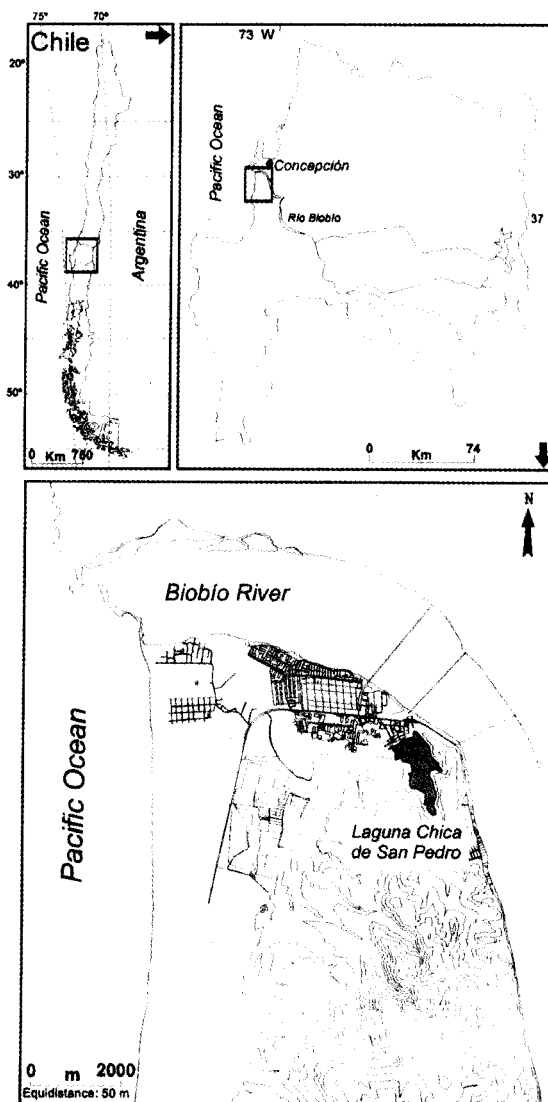 75° 70°
Chile
20°
30°
40°
50°
Pacific Ocean
Argentina
0 Km 750
73 W
Pacific Ocean
Concepción
Río Biobío
37
0 Km 74
N
Biobío River
Pacific Ocean
Laguna Chica
de San Pedro
0 m 2000
Equidistance: 50 m